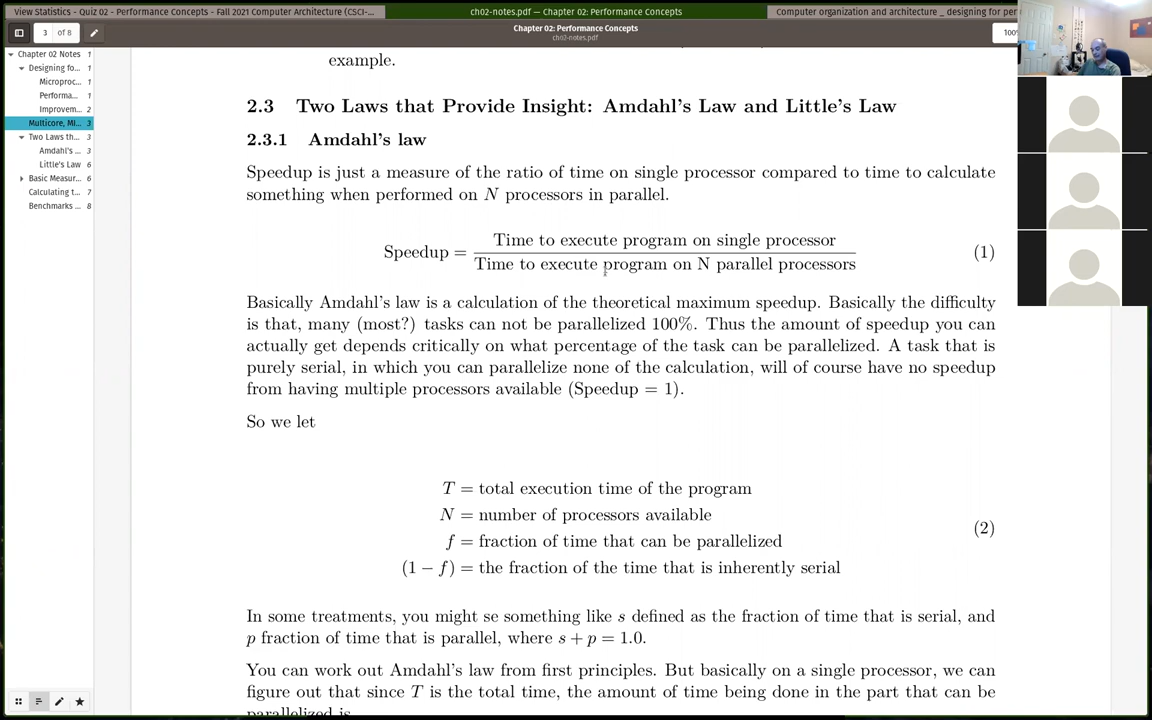 View Statistics - Quiz 02 - Performance Concepts - Fall 2021 Computer Architecture (CSCI-...
ch02-notes.pdf — Chapter 02: Performance Concepts
Computer organization and architecture _ designing for per
3 of 8
Chapter 02: Performance Concepts
ch02-notes.pdf
100%
Chapter 02 Notes 1
Designing fo... 1
Microproc... 1
Performa... 1
Improvem... 2
Multicore, MI... 3
Two Laws th... 3
Amdahl's ... 3
Little's Law 6
Basic Measur... 6
Calculating t... 7
Benchmarks ... 8
example.
2.3 Two Laws that Provide Insight: Amdahl's Law and Little's Law
2.3.1 Amdahl's law
Speedup is just a measure of the ratio of time on single processor compared to time to calculate
something when performed on N processors in parallel.
Speedup = Time to execute program on single processor
Time to execute program on N parallel processors
(1)
Basically Amdahl's law is a calculation of the theoretical maximum speedup. Basically the difficulty
is that, many (most?) tasks can not be parallelized 100%. Thus the amount of speedup you can
actually get depends critically on what percentage of the task can be parallelized. A task that is
purely serial, in which you can parallelize none of the calculation, will of course have no speedup
from having multiple processors available (Speedup = 1).
So we let
T = total execution time of the program
N = number of processors available
f = fraction of time that can be parallelized
(1 − f) = the fraction of the time that is inherently serial
(2)
In some treatments, you might se something like s defined as the fraction of time that is serial, and
p fraction of time that is parallel, where s + p = 1.0.
You can work out Amdahl's law from first principles. But basically on a single processor, we can
figure out that since T is the total time, the amount of time being done in the part that can be
parallelized is